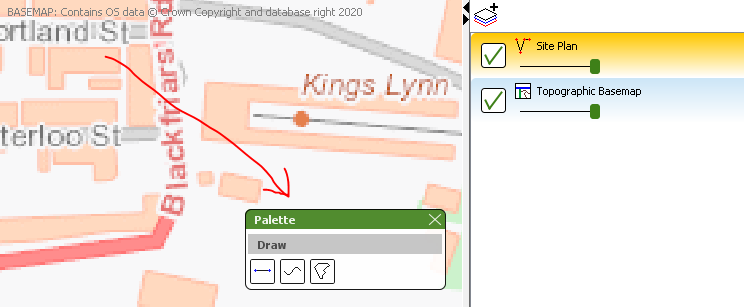 BASEMAP: Contains OS data © Crown Copyright and database right 2020
ortland St
Blackfriars Rd
Kings Lynn
terloo St
Palette
Draw
Site Plan
Topographic Basemap